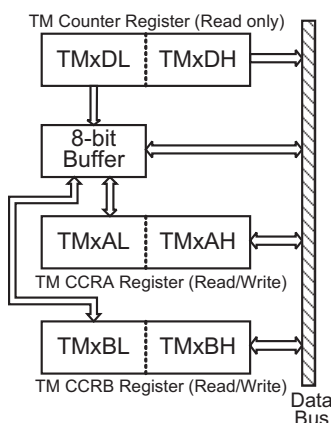 TM Counter Register (Read only)
TMxDL TMxDH
8-bit
Buffer
TMxAL TMxAH
TM CCRA Register (Read/Write)
TMxBL TMxBH
TM CCRB Register (Read/Write)
Data
Bus